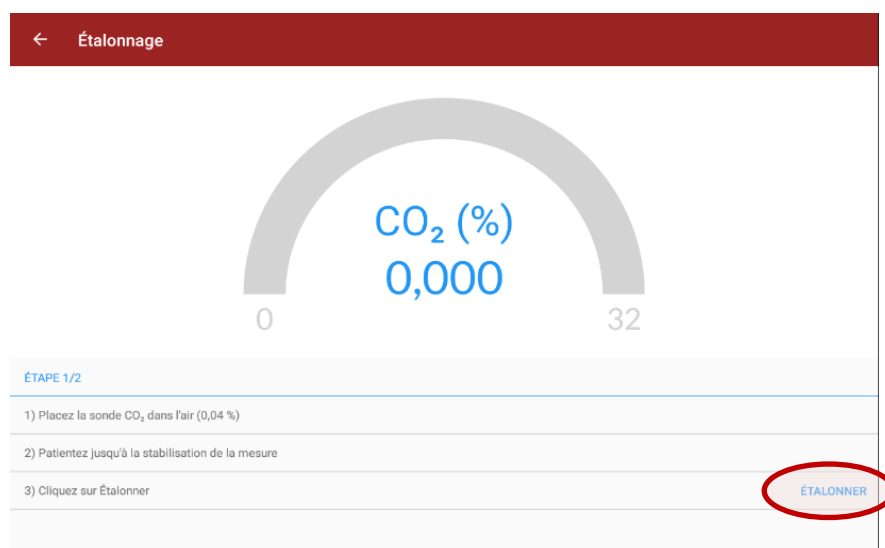 ← Étalonnage
CO₂ (%)
0,000
0
32
ÉTAPE 1/2
1) Placez la sonde CO₂ dans l'air (0,04 %)
2) Patientez jusqu'à la stabilisation de la mesure
3) Cliquez sur Étalonner
ÉTALONNER